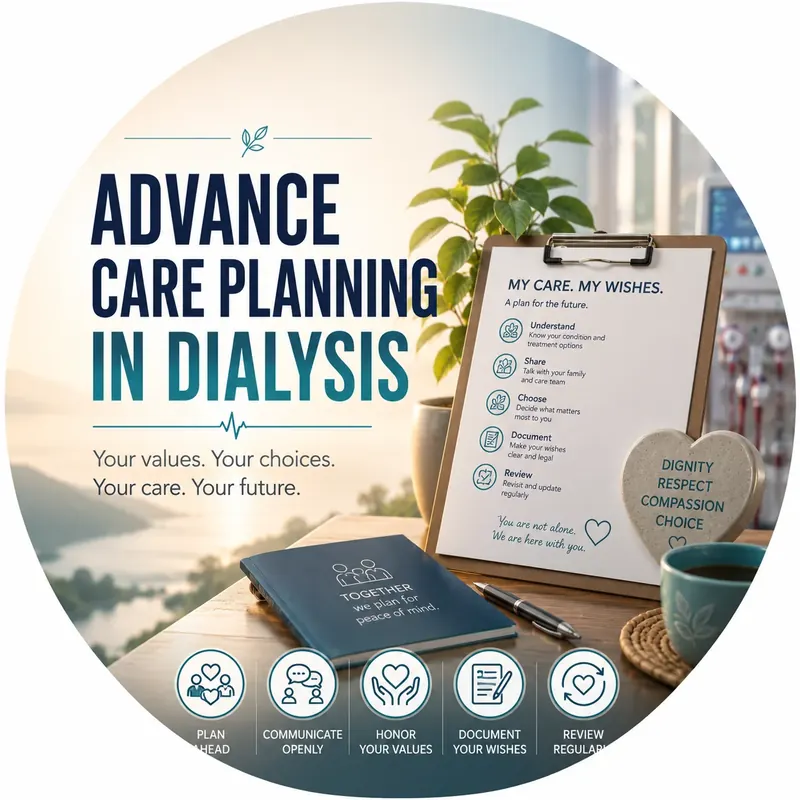 ADVANCE
CARE PLANNING
IN DIALYSIS
Your values. Your choices.
Your care. Your future.
MY CARE. MY WISHES.
A plan for the future.
Understand
Know your condition and
treatment options
Share
Talk with your family
and care team
Choose
Decide what matters
most to you
Document
Make your wishes
clear and legal
Review
Revisit and update
regularly
You are not alone.
We are here with you.
DIGNITY
RESPECT
COMPASSION
CHOICE
TOGETHER
we plan for
peace of mind.
PLAN
COMMUNICATE
OPENLY
HONOR
YOUR VALUES
DOCUMENT
YOUR WISHES
REVIEW